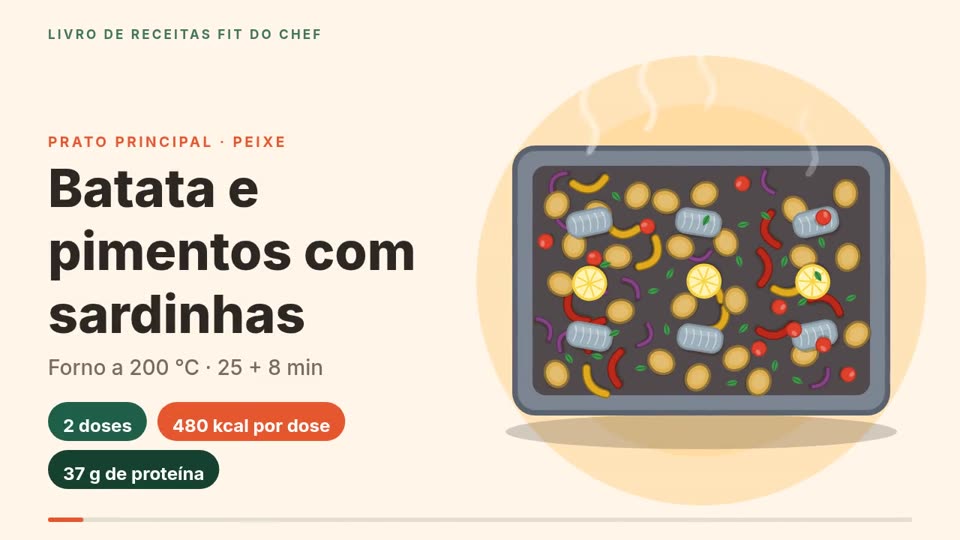 LIVRO DE RECEITAS FIT DO CHEF
PRATO PRINCIPAL · PEIXE
Batata e
pimentos com
sardinhas
Forno a 200 °C · 25 + 8 min
2 doses
480 kcal por dose
37 g de proteína